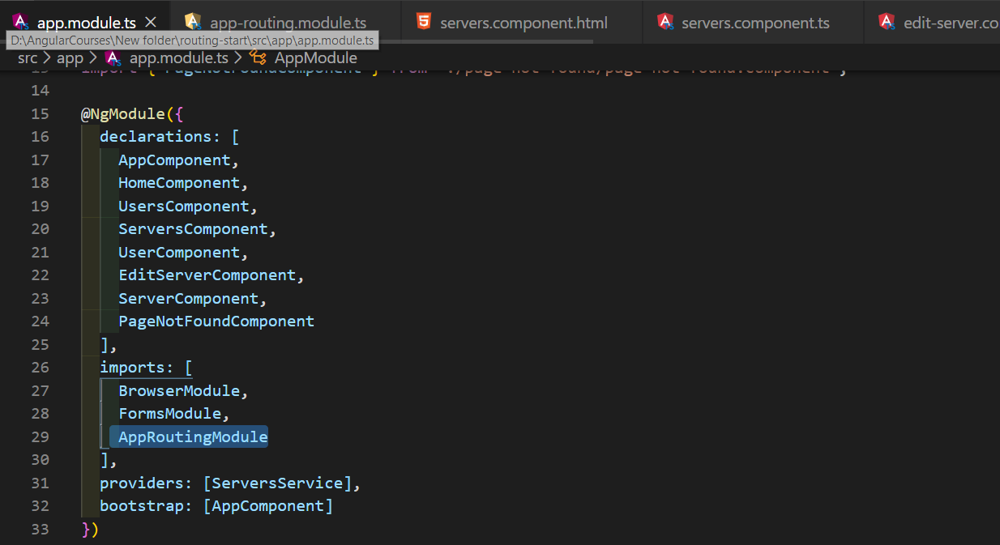 app.module.ts
app-routing.module.ts
servers.component.html
servers.component.ts
edit-server.co
D:\AngularCourses\New folder\routing-start\src\app\app.module.ts
src > app > app.module.ts > AppModule
13 import { PageNotFoundComponent } from './page-not-found/page-not-found.component';
14
15 @NgModule({
16 declarations: [
17 AppComponent,
18 HomeComponent,
19 UsersComponent,
20 ServersComponent,
21 UserComponent,
22 EditServerComponent,
23 ServerComponent,
24 PageNotFoundComponent
25 ],
26 imports: [
27 BrowserModule,
28 FormsModule,
29 AppRoutingModule
30 ],
31 providers: [ServersService],
32 bootstrap: [AppComponent]
33 })